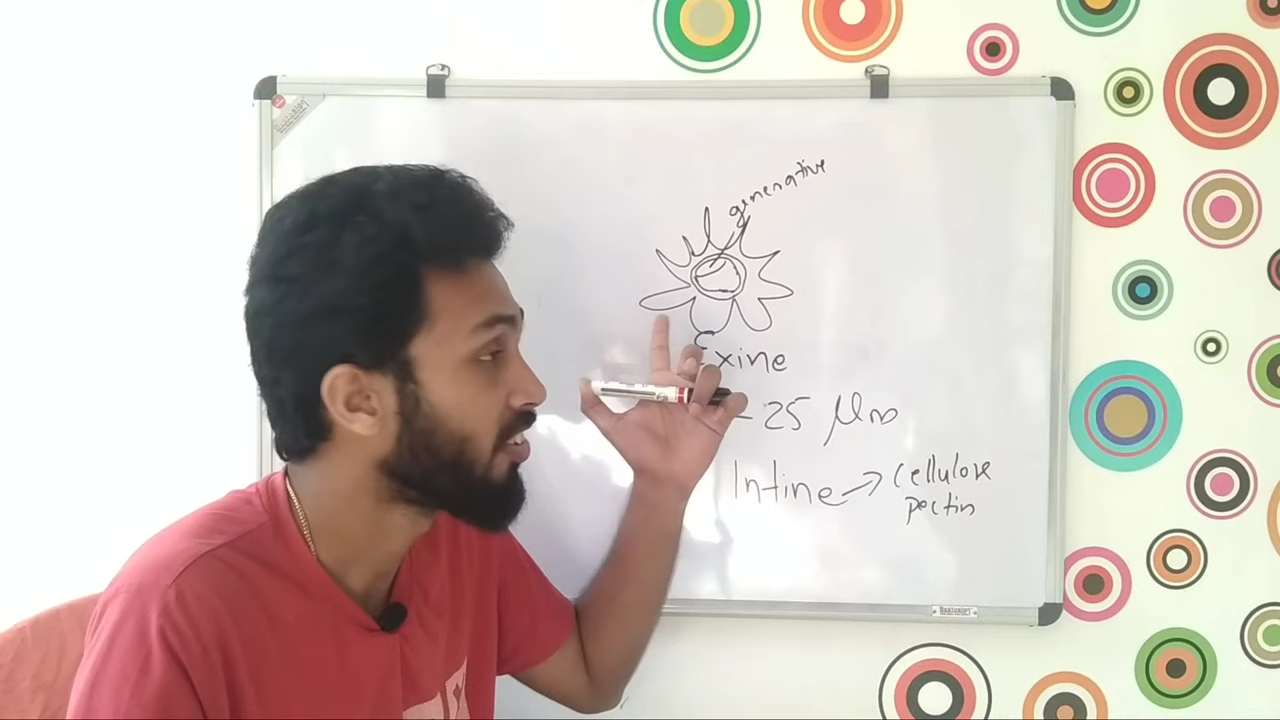 generative
Exine
- 25 μm
Intine → cellulose
pectin